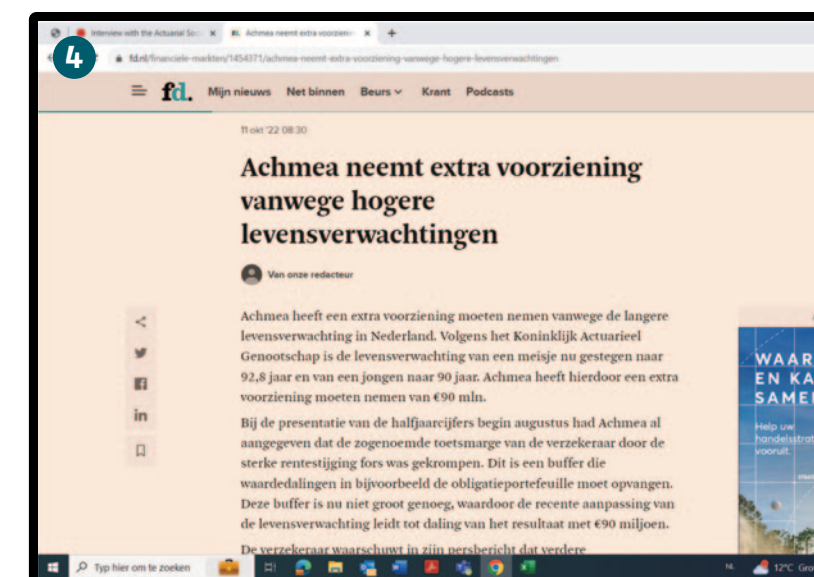 4
Interview with the Actuarial Soc
Achmea neemt extra voorzien
fd.nl/financiele-markten/1454371/achmea-neemt-extra-voorziening-vanwege-hogere-levensverwachtingen
fd. Mijn nieuws Net binnen Beurs Krant Podcasts
11 okt '22 08:30
Achmea neemt extra voorziening
vanwege hogere
levensverwachtingen
Van onze redacteur
Achmea heeft een extra voorziening moeten nemen vanwege de langere
levensverwachting in Nederland. Volgens het Koninklijk Actuarieel
Genootschap is de levensverwachting van een meisje nu gestegen naar
92,8 jaar en van een jongen naar 90 jaar. Achmea heeft hierdoor een extra
voorziening moeten nemen van €90 mln.
Bij de presentatie van de halfjaarcijfers begin augustus had Achmea al
aangegeven dat de zogenoemde toetsmarge van de verzekeraar door de
sterke rentestijging fors was gekrompen. Dit is een buffer die
waardedalingen in bijvoorbeeld de obligatieportefeuille moet opvangen.
Deze buffer is nu niet groot genoeg, waardoor de recente aanpassing van
de levensverwachting leidt tot daling van het resultaat met €90 miljoen.
De verzekeraar waarschuwt in zijn persbericht dat verdere
WAAR
EN KA
SAMEN
Help uw
handelsstrat
vooruit.
Typ hier om te zoeken
NL
12°C Gro